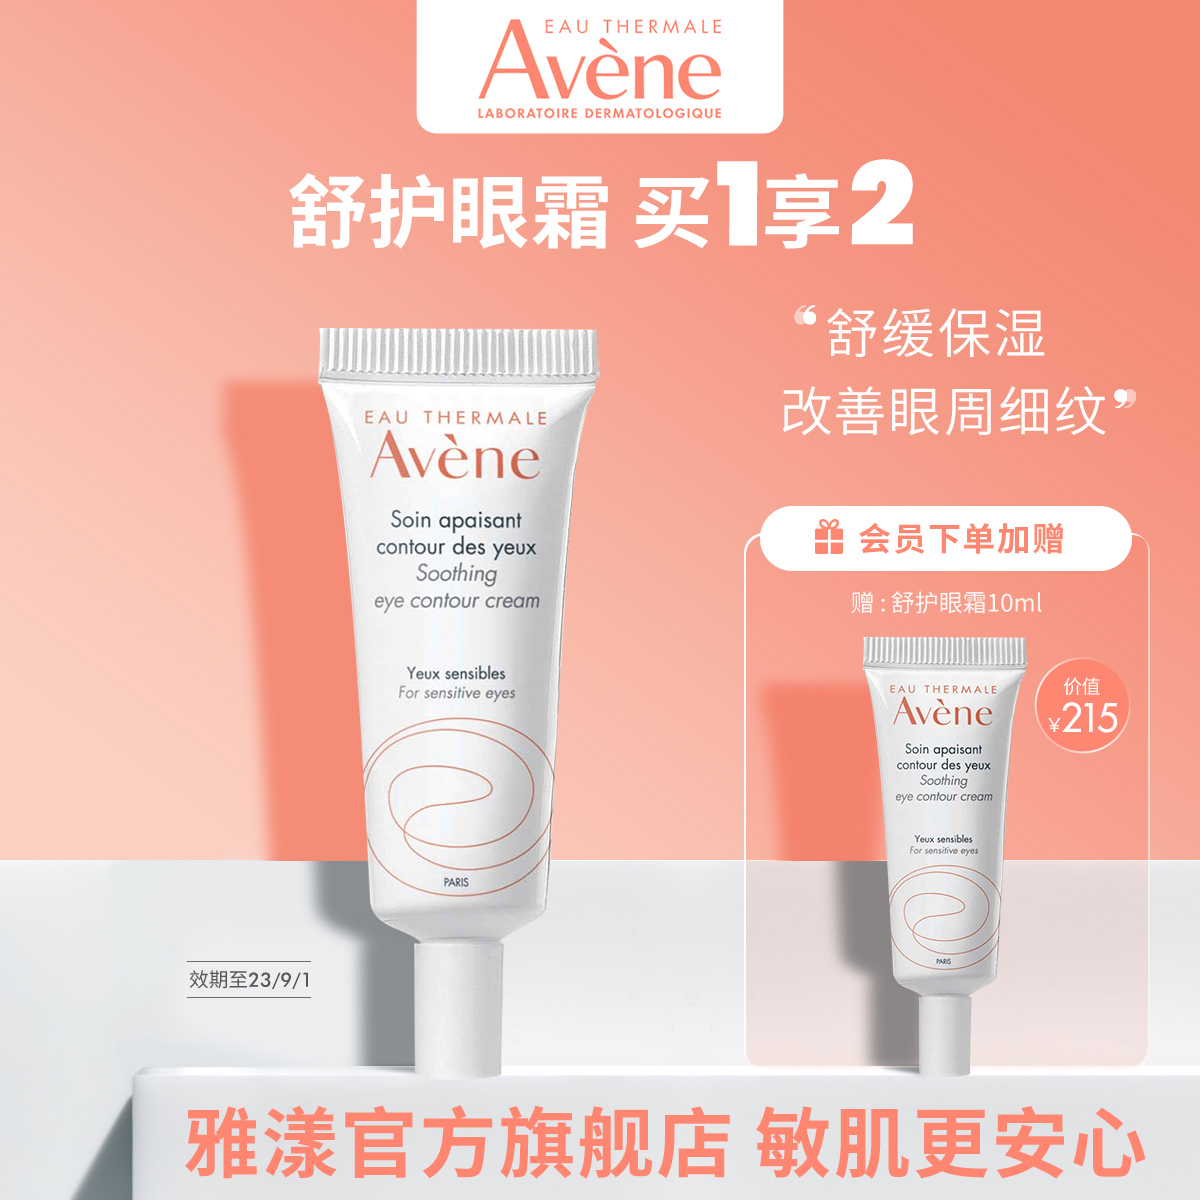 EAU THERMALE
Avène
LABORATOIRE DERMATOLOGIQUE
舒护眼霜 买1享2
“舒缓保湿
改善眼周细纹”
EAU THERMALE
Avène
Soin apaisant
contour des yeux
Soothing
eye contour cream
Yeux sensibles
For sensitive eyes
PARIS
会员下单加赠
赠:舒护眼霜10ml
EAU THERMALE
Avène
Soin apaisant
contour des yeux
Soothing
eye contour cream
Yeux sensibles
For sensitive eyes
PARIS
价值
¥215
效期至23/9/1
雅漾官方旗舰店 敏肌更安心